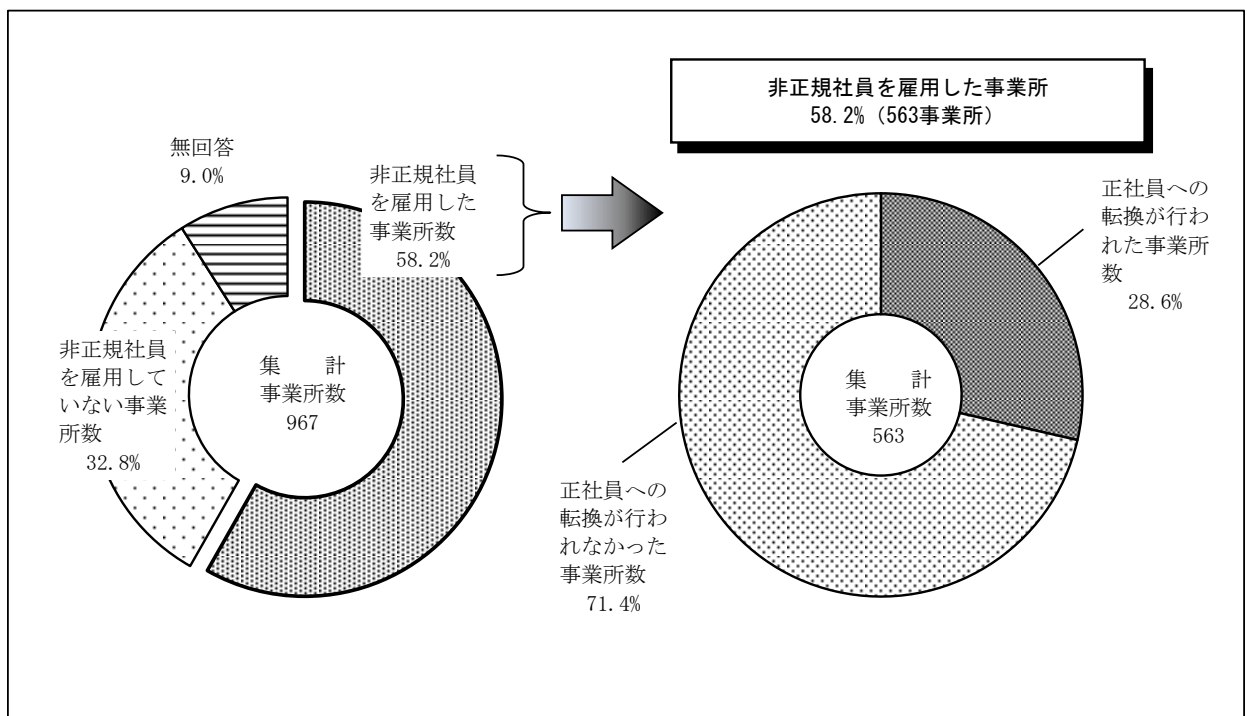 非正規社員を雇用した事業所
58.2%（563事業所）
無回答
9.0%
非正規社員
を雇用した
事業所数
58.2%
非正規社員
を雇用して
いない事業
所数
32.8%
集　　計
事業所数
967
正社員への
転換が行わ
れた事業所
数
28.6%
集　　計
事業所数
563
正社員への
転換が行わ
れなかった
事業所数
71.4%